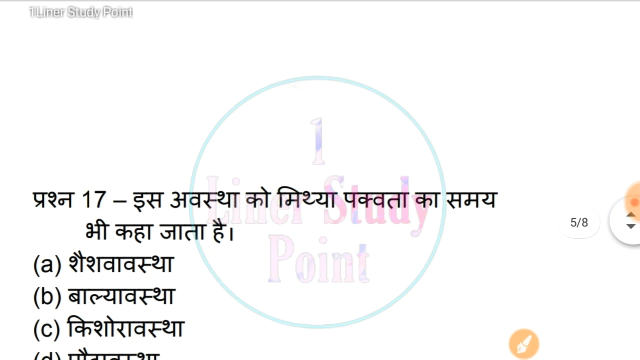 1Liner Study Point
1
Liner Study
Point
प्रश्न 17 – इस अवस्था को मिथ्या पक्वता का समय
भी कहा जाता है।
5/8
(a) शैशवावस्था
(b) बाल्यावस्था
(c) किशोरावस्था
(d) प्रौढावस्था